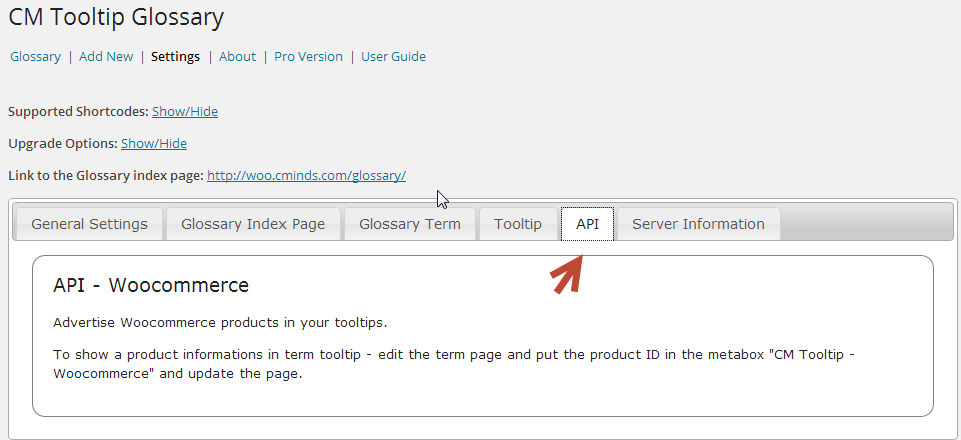 CM Tooltip Glossary
Glossary | Add New | Settings | About | Pro Version | User Guide
Supported Shortcodes: Show/Hide
Upgrade Options: Show/Hide
Link to the Glossary index page: http://woo.cminds.com/glossary/
General Settings Glossary Index Page Glossary Term Tooltip API Server Information
API - Woocommerce
Advertise Woocommerce products in your tooltips.
To show a product informations in term tooltip - edit the term page and put the product ID in the metabox "CM Tooltip -
Woocommerce" and update the page.